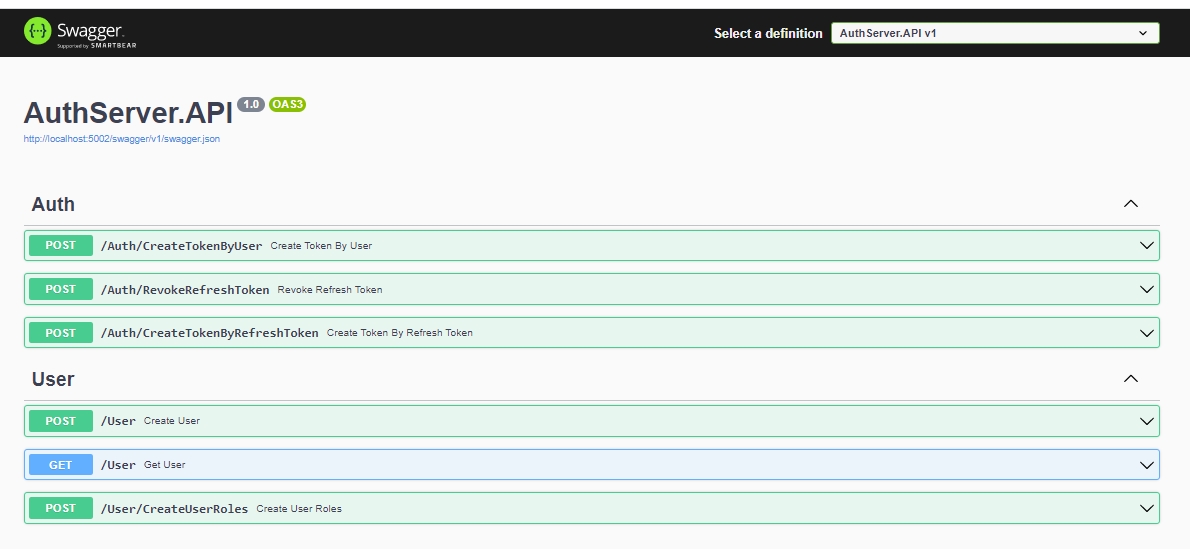 Swagger.
Supported by SMARTBEAR
Select a definition
AuthServer.API v1
AuthServer.API 1.0 OAS3
http://localhost:5002/swagger/v1/swagger.json
Auth
POST /Auth/CreateTokenByUser Create Token By User
POST /Auth/RevokeRefreshToken Revoke Refresh Token
POST /Auth/CreateTokenByRefreshToken Create Token By Refresh Token
User
POST /User Create User
GET /User Get User
POST /User/CreateUserRoles Create User Roles